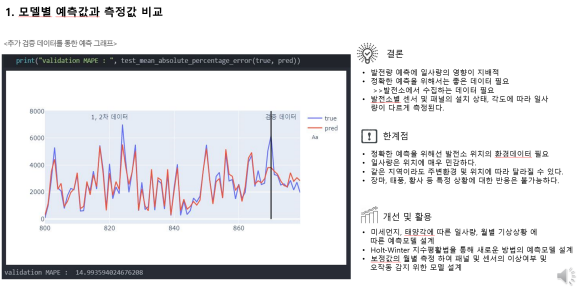 1. 모델별 예측값과 측정값 비교
<추가 검증 데이터를 통한 예측 그래프>
print("validation MAPE : ", test_mean_absolute_percentage_error(true, pred))
1, 2차 데이터
검증 데이터
true
pred
Aa
8000
6000
4000
2000
0
800
820
840
860
validation MAPE : 14.993594024676208
결론
• 발전량 예측에 일사량의 영향이 지배적
• 정확한 예측을 위해서는 좋은 데이터 필요
>>발전소에서 수집하는 데이터 필요
• 발전소별 센서 및 패널의 설치 상태, 각도에 따라 일사
량이 다르게 측정된다.
한계점
• 정확한 예측을 위해선 발전소 위치의 환경데이터 필요
• 일사량은 위치에 매우 민감하다.
• 같은 지역이라도 주변환경 및 위치에 따라 달라질 수 있다.
• 장마, 태풍, 황사 등 특정 상황에 대한 반응은 불가능하다.
개선 및 활용
• 미세먼지, 태양각에 따른 일사량, 월별 기상상황 에
따른 예측모델 설계
• Holt-Winter 지수평활법을 통해 새로운 방법의 예측모델 설계
• 보정값의 월별 측정 하여 패널 및 센서의 이상여부 및
오작동 감지 위한 모델 설계